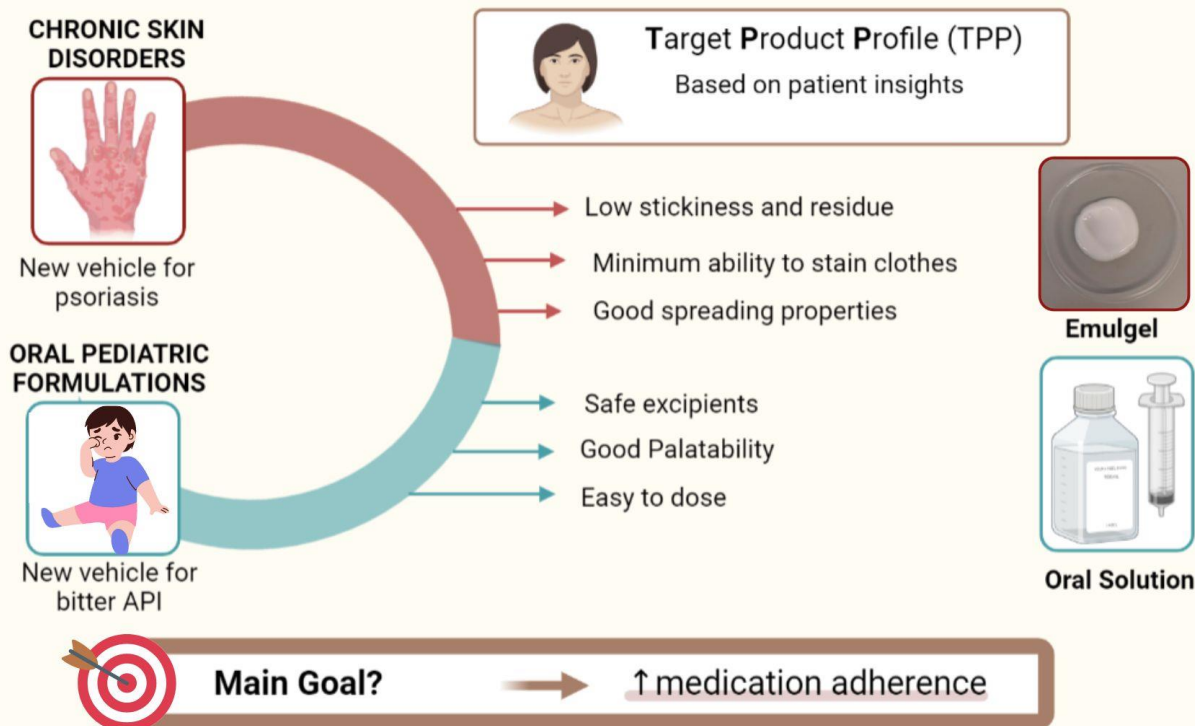 CHRONIC SKIN
DISORDERS
New vehicle for
psoriasis
ORAL PEDIATRIC
FORMULATIONS
New vehicle for
bitter API
Target Product Profile (TPP)
Based on patient insights
Low stickiness and residue
Minimum ability to stain clothes
Good spreading properties
Safe excipients
Good Palatability
Easy to dose
Emulgel
Oral Solution
Main Goal?
↑medication adherence